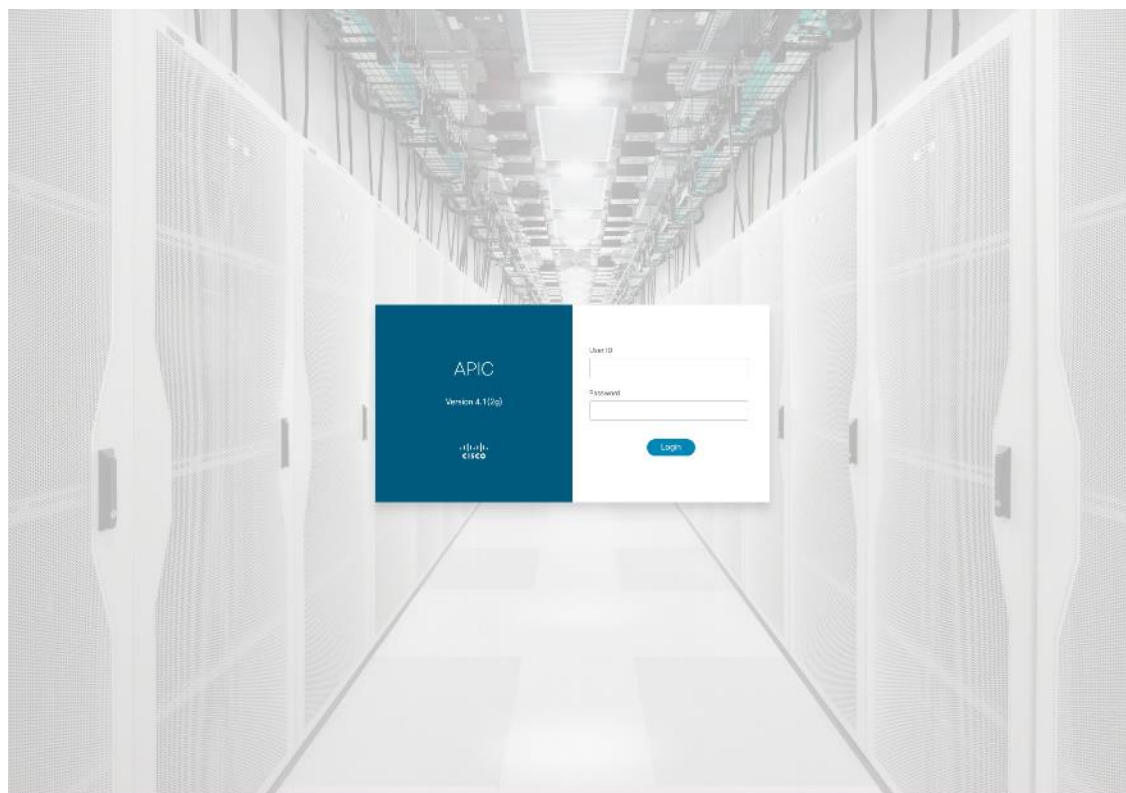 APIC
Version 4.1(2g)
cisco
User ID
Password
Login